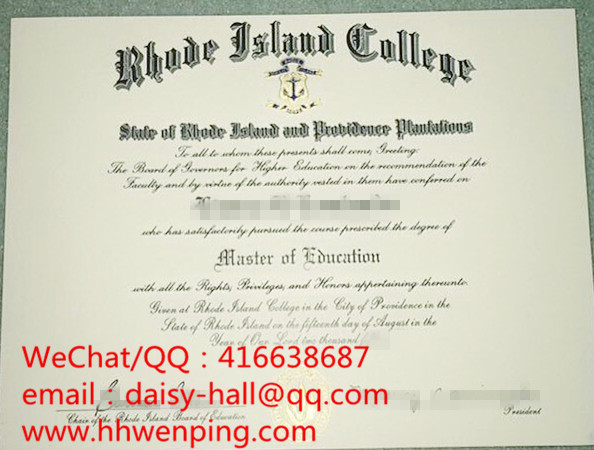 Rhode Island College
State of Rhode Island and Providence Plantations
To all to whom these presents shall come, Greeting:
The Board of Governors for Higher Education on the recommendation of the
Faculty and by virtue of the authority vested in them have conferred on
who has satisfactorily pursued the course prescribed the degree of
Master of Education
with all the Rights, Privileges, and Honors appertaining thereunto.
Given at Rhode Island College in the City of Providence in the
State of Rhode Island on the fifteenth day of August in the
Year of Our Lord two thousand
WeChat/QQ : 416638687
email : daisy-hall@qq.com
Chair of the Rhode Island Board of Education
President
www.hhwenping.com